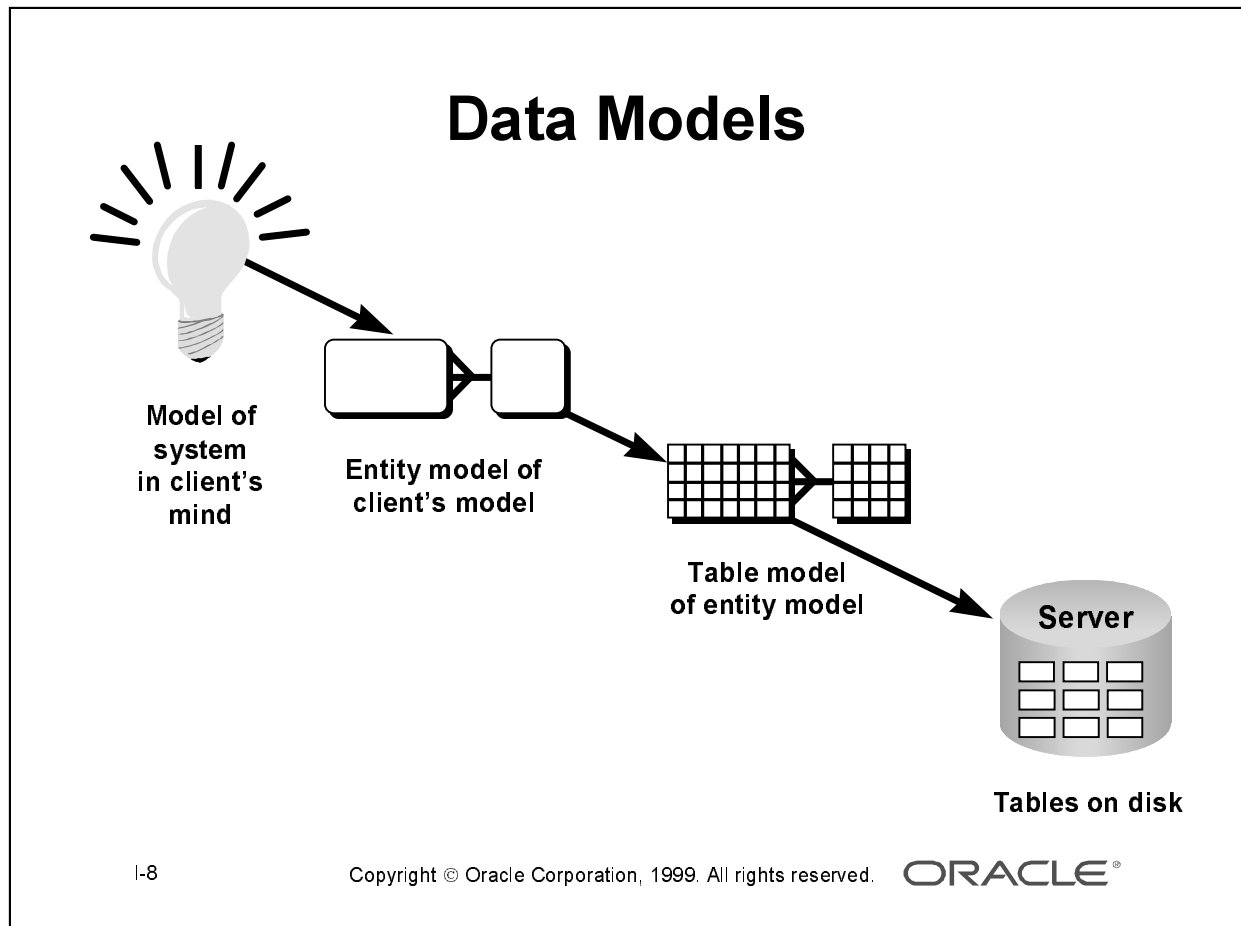 Data Models
Model of
system
in client's
mind
Entity model of
client's model
Table model
of entity model
Server
Tables on disk
I-8
Copyright © Oracle Corporation, 1999. All rights reserved.
ORACLE®